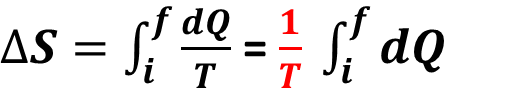 ΔS = ∫_i^f dQ/T = 1/T ∫_i^f dQ